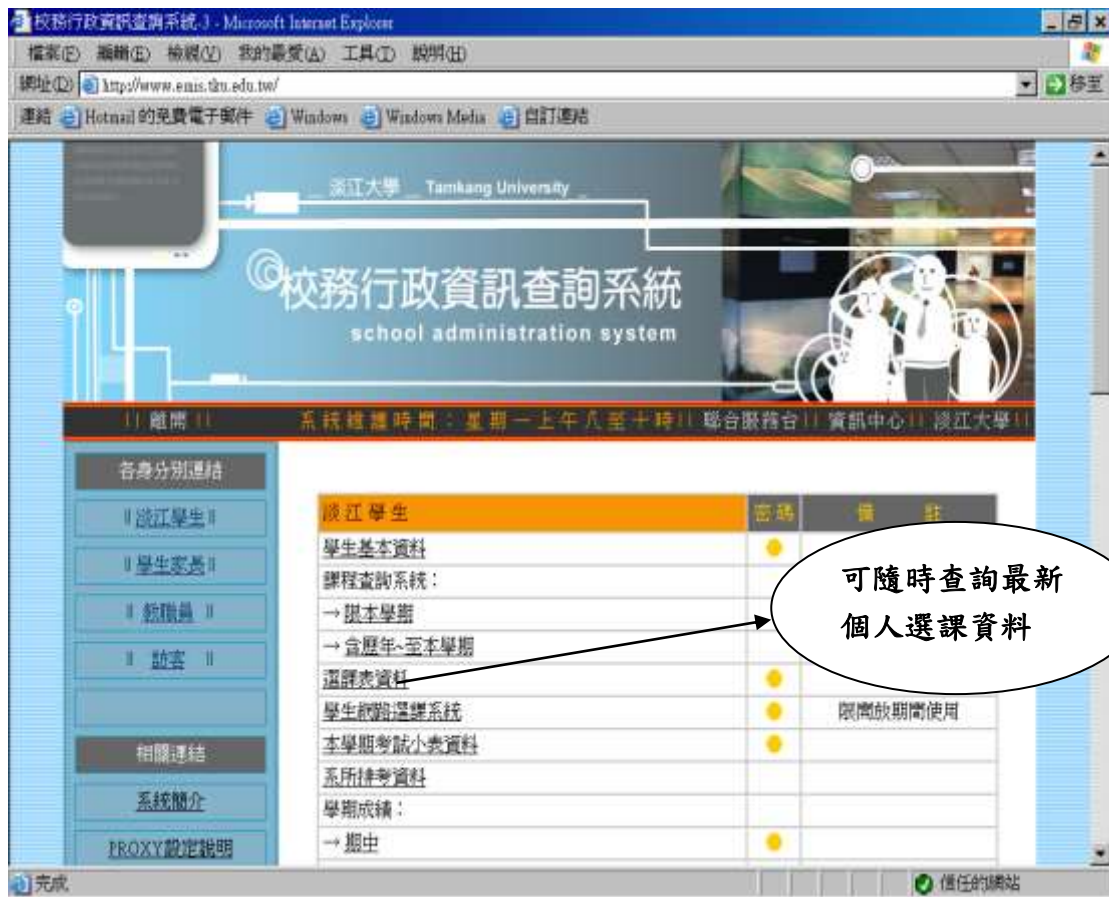 校務行政資訊查詢系統-3 - Microsoft Internet Explorer
檔案(F) 編輯(E) 檢視(V) 我的最愛(A) 工具(T) 說明(H)
網址(D) http://www.emis.tku.edu.tw/ 移至
連結 Hotmail 的免費電子郵件 Windows Windows Media 自訂連結
淡江大學 Tamkang University
校務行政資訊查詢系統
school administration system
|| 離開 || 系統維護時間：星期一上午八至十時|| 聯合服務台|| 資訊中心|| 淡江大學||
各身分別連結
||淡江學生||
||學生家長||
|| 教職員 ||
|| 訪客 ||
相關連結
系統簡介
PROXY設定說明
淡江學生 密碼 備 註
學生基本資料
課程查詢系統：
→限本學期
→含歷年~至本學期
選課表資料
學生網路選課系統 限開放期間使用
本學期考試小表資料
系所排考資料
學期成績：
→期中
可隨時查詢最新
個人選課資料
完成 信任的網站